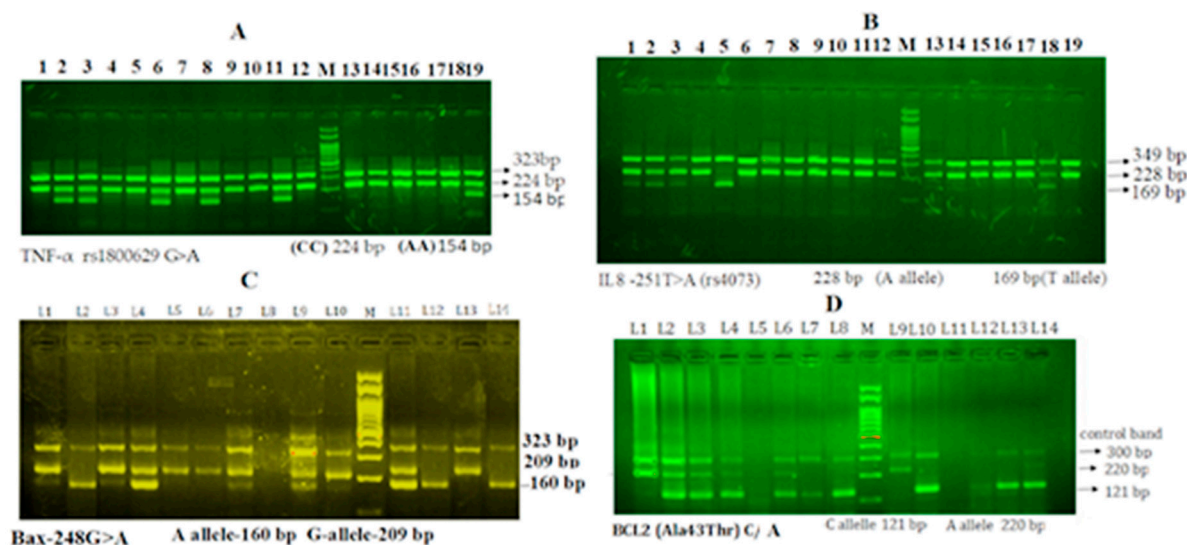 A
1 2 3 4 5 6 7 8 9 10 11 12 M 13 14 15 16 17 18 19
323bp
224 bp
154 bp
(CC) 224 bp (AA) 154 bp
TNF-α rs1800629 G>A
B
1 2 3 4 5 6 7 8 9 10 11 12 M 13 14 15 16 17 18 19
349 bp
228 bp
169 bp
IL8 -251T>A (rs4073) 228 bp (A allele) 169 bp(T allele)
C
L1 L2 L3 L4 L5 L6 L7 L8 L9 L10 M L11 L12 L13 L14
323 bp
209 bp
160 bp
Bax-248G>A A allele-160 bp G-allele-209 bp
D
L1 L2 L3 L4 L5 L6 L7 L8 M L9 L10 L11 L12 L13 L14
control band
300 bp
220 bp
121 bp
BCL2 (Ala43Thr) C/ A C allelle 121 bp A allele 220 bp